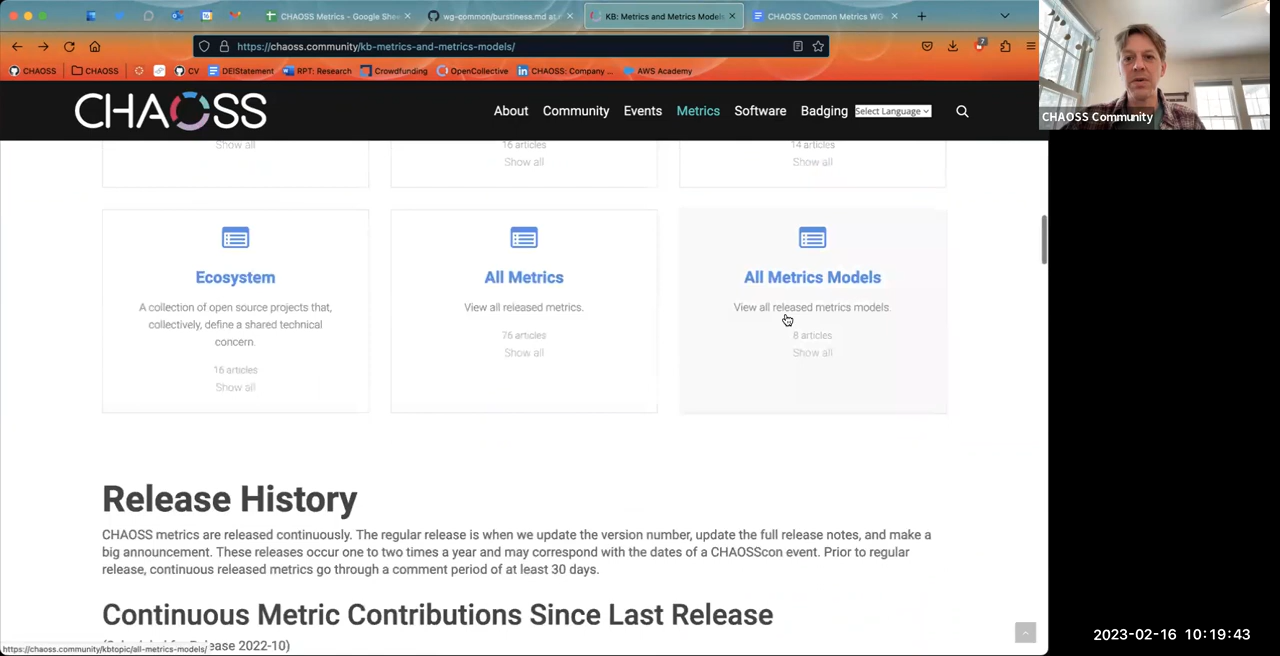 CHAOSS Metrics - Google Shee
wg-common/burstiness.md at
KB: Metrics and Metrics Models
CHAOSS Common Metrics WG
https://chaoss.community/kb-metrics-and-metrics-models/
7
CHAOSS
CHAOSS
CV
DEIStatement
RPT: Research
Crowdfunding
OpenCollective
CHAOSS: Company ...
AWS Academy
CHAOSS
About
Community
Events
Metrics
Software
Badging
Select Language
CHAOSS Community
Show all
16 articles
Show all
14 articles
Show all
Ecosystem
A collection of open source projects that,
collectively, define a shared technical
concern.
16 articles
Show all
All Metrics
View all released metrics.
76 articles
Show all
All Metrics Models
View all released metrics models.
8 articles
Show all
Release History
CHAOSS metrics are released continuously. The regular release is when we update the version number, update the full release notes, and make a
big announcement. These releases occur one to two times a year and may correspond with the dates of a CHAOSScon event. Prior to regular
release, continuous released metrics go through a comment period of at least 30 days.
Continuous Metric Contributions Since Last Release
ease 2022-10)
https://chaoss.community/kbtopic/all-metrics-models/
2023-02-16 10:19:43